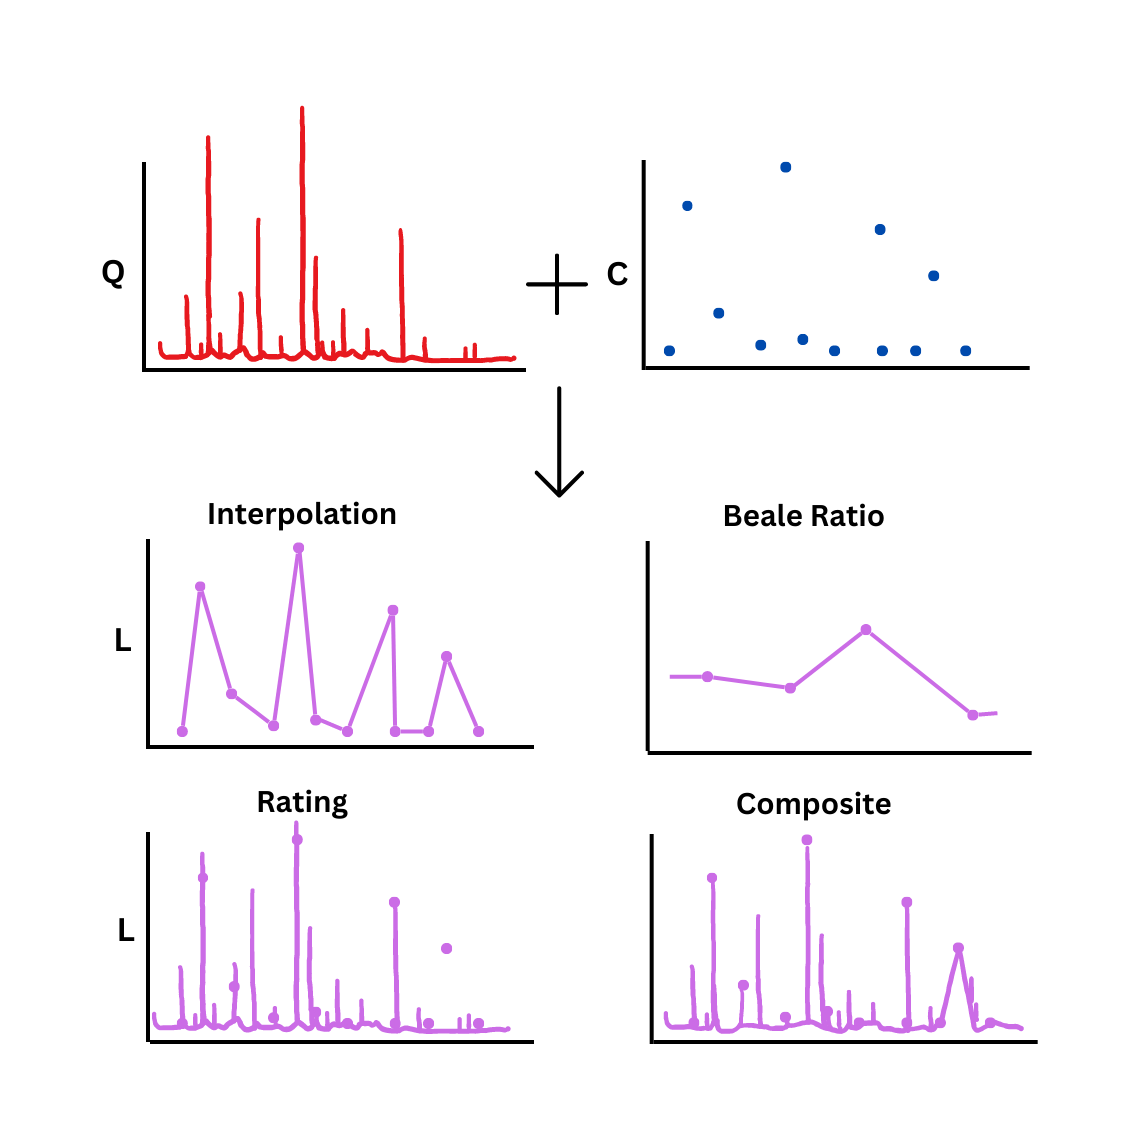 Q
C
Interpolation
Beale Ratio
L
Rating
Composite
L